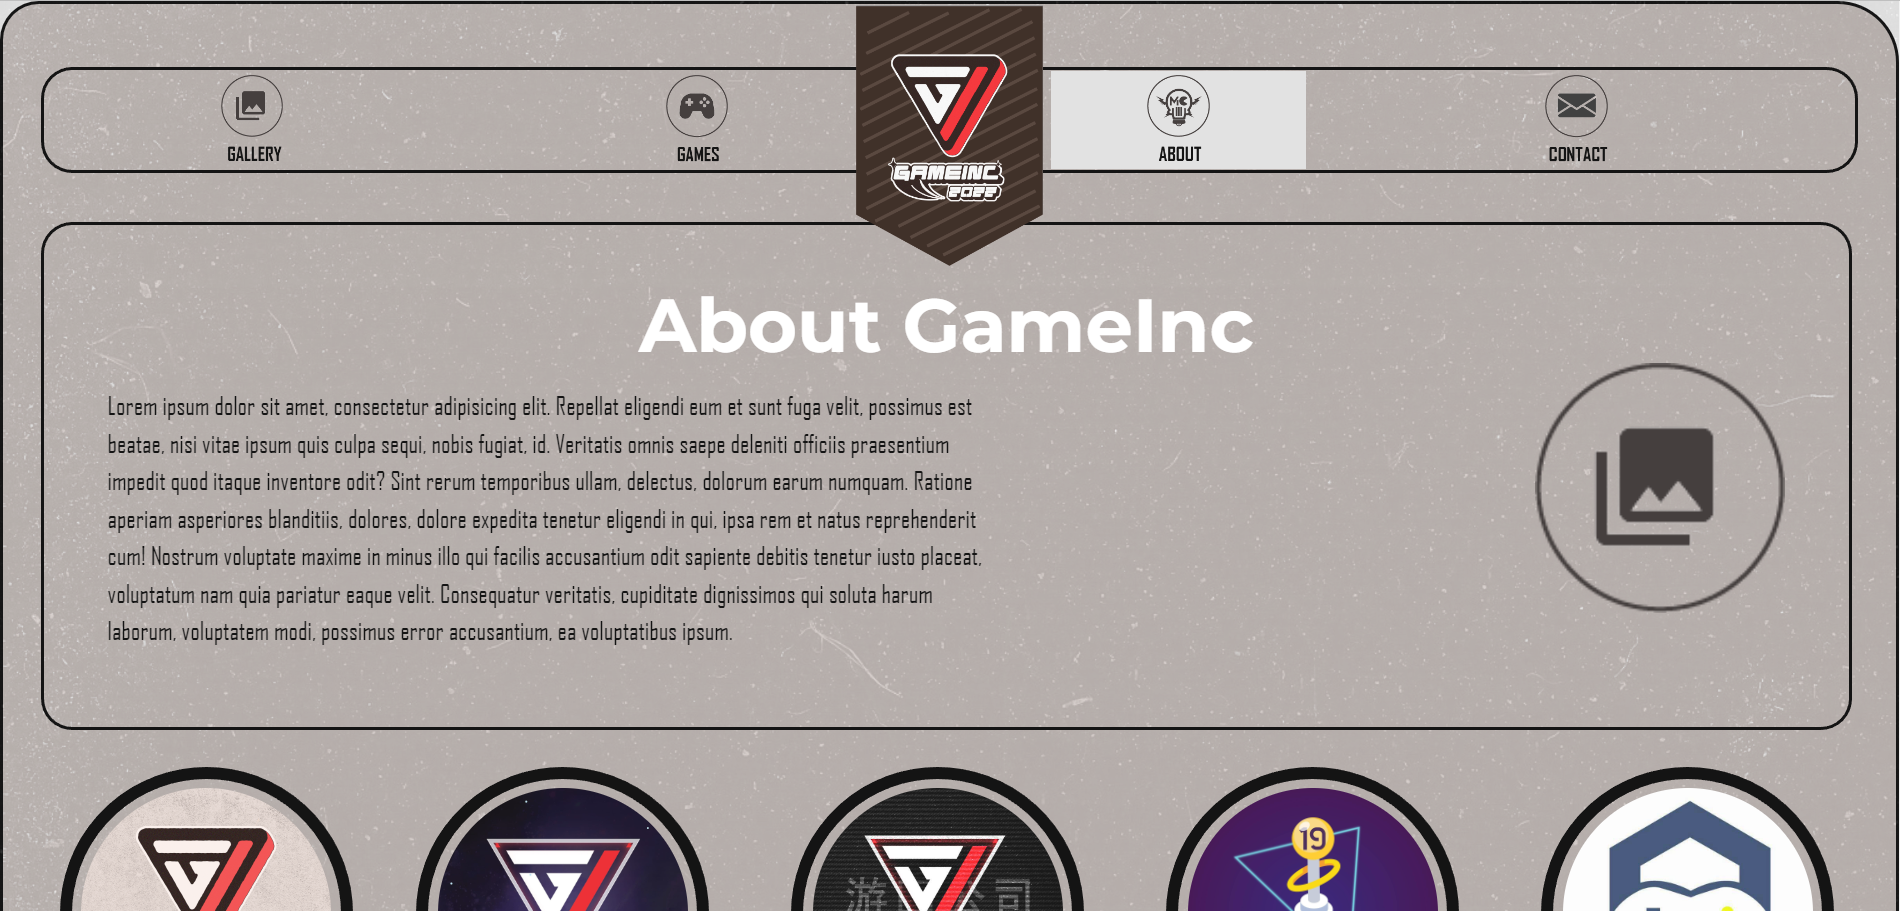 GALLERY
GAMES
GAMEINC
2022
ABOUT
CONTACT
About GameInc
Lorem ipsum dolor sit amet, consectetur adipisicing elit. Repellat eligendi eum et sunt fuga velit, possimus est
beatae, nisi vitae ipsum quis culpa sequi, nobis fugiat, id. Veritatis omnis saepe deleniti officiis praesentium
impedit quod itaque inventore odit? Sint rerum temporibus ullam, delectus, dolorum earum numquam. Ratione
aperiam asperiores blanditiis, dolores, dolore expedita tenetur eligendi in qui, ipsa rem et natus reprehenderit
cum! Nostrum voluptate maxime in minus illo qui facilis accusantium odit sapiente debitis tenetur iusto placeat,
voluptatum nam quia pariatur eaque velit. Consequatur veritatis, cupiditate dignissimos qui soluta harum
laborum, voluptatem modi, possimus error accusantium, ea voluptatibus ipsum.
19
游 公司